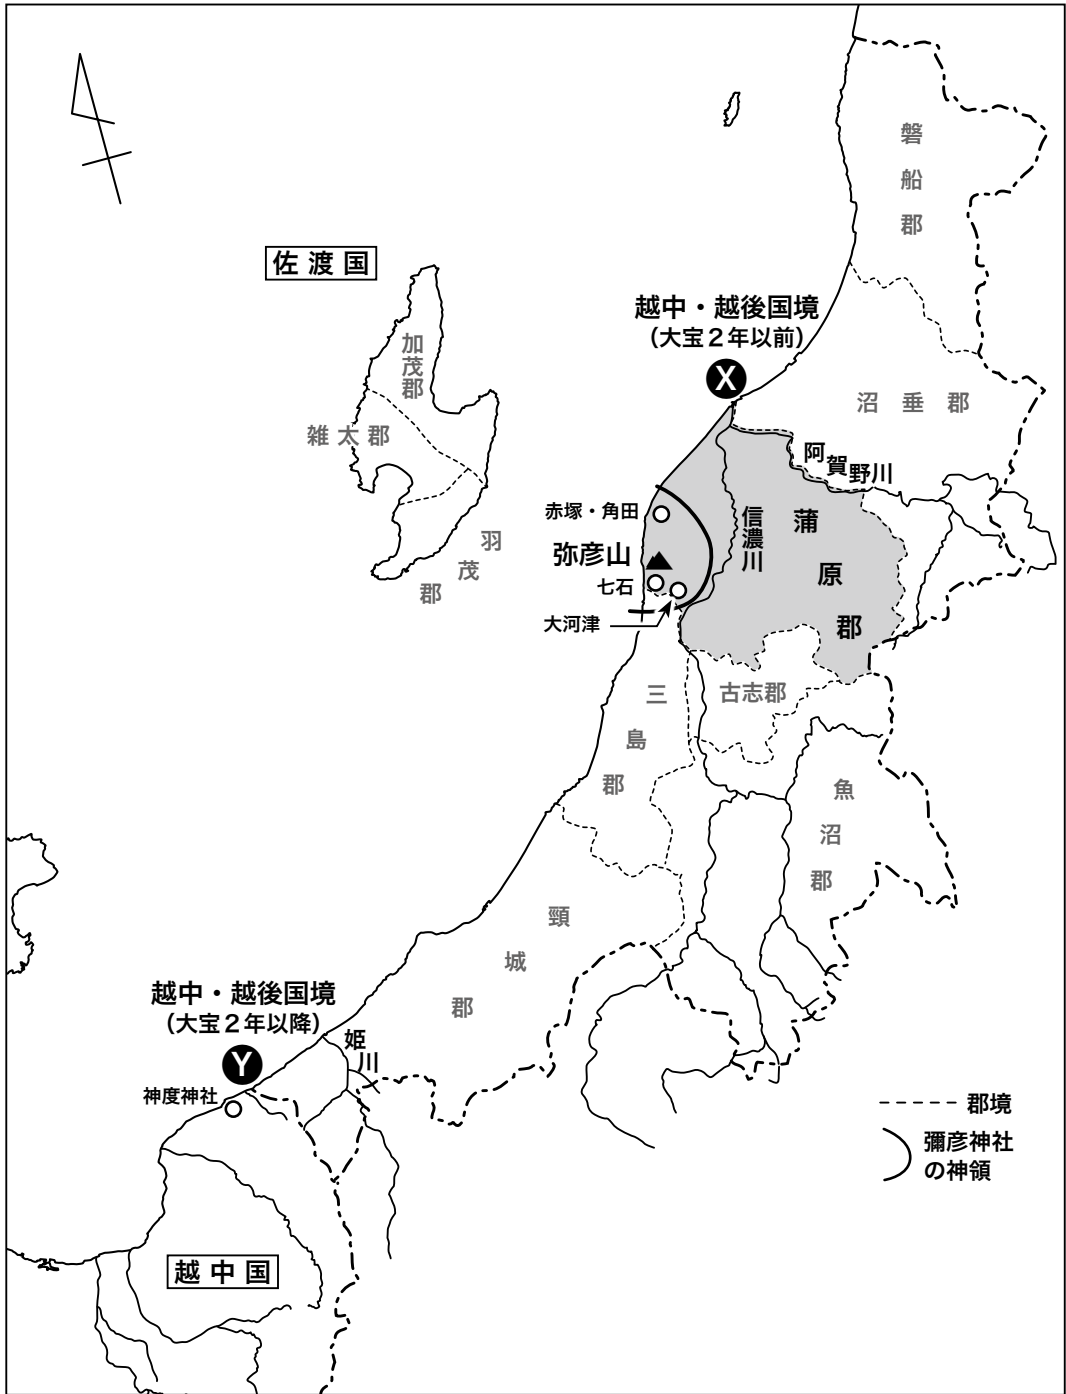 磐船郡
佐渡国
越中・越後国境
（大宝２年以前）
X
加茂郡
沼垂郡
雑太郡
阿賀野川
赤塚・角田
信濃川
蒲原郡
羽茂郡
弥彦山
七石
大河津
三島郡
古志郡
魚沼郡
頸城郡
越中・越後国境
（大宝２年以降）
姫川
Y
神度神社
郡境
彌彦神社
の神領
越中国